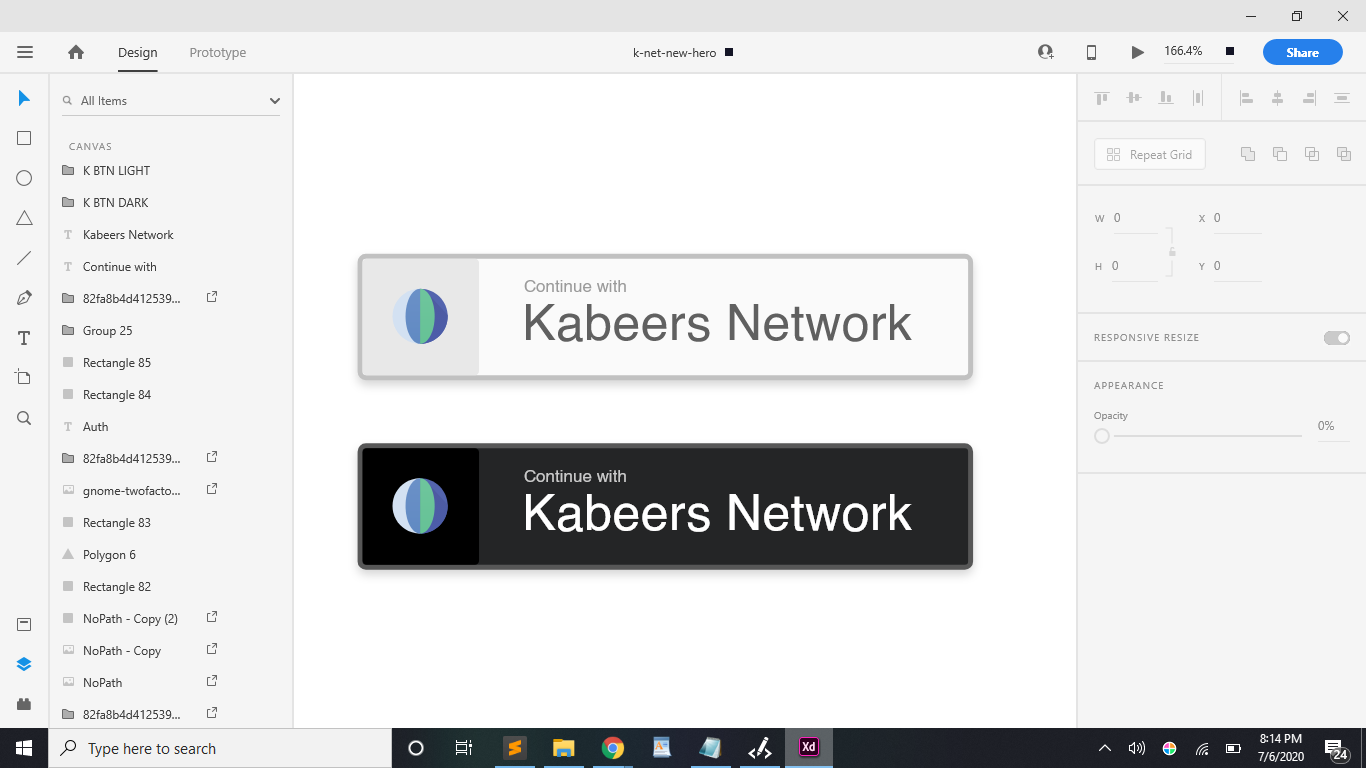 Design
Prototype
k-net-new-hero
166.4%
Share
All Items
CANVAS
K BTN LIGHT
K BTN DARK
Kabeers Network
Continue with
82fa8b4d412539...
Group 25
Rectangle 85
Rectangle 84
Auth
82fa8b4d412539...
gnome-twofacto...
Rectangle 83
Polygon 6
Rectangle 82
NoPath - Copy (2)
NoPath - Copy
NoPath
82fa8b4d412539...
Continue with
Kabeers Network
Continue with
Kabeers Network
Repeat Grid
W 0 X 0
H 0 Y 0
RESPONSIVE RESIZE
APPEARANCE
Opacity
0%
Type here to search
Xd
8:14 PM
7/6/2020
24